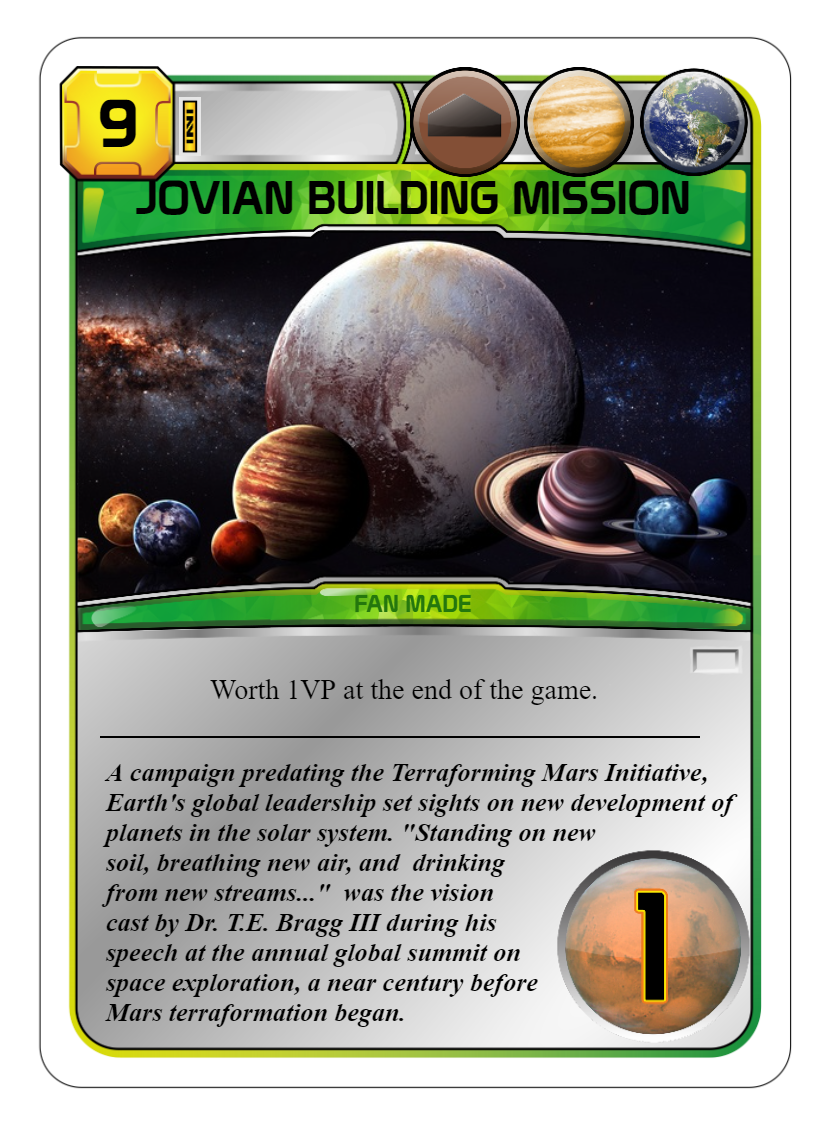 9
JOVIAN BUILDING MISSION
FAN MADE
Worth 1VP at the end of the game.
A campaign predating the Terraforming Mars Initiative,
Earth's global leadership set sights on new development of
planets in the solar system. "Standing on new
soil, breathing new air, and  drinking
from new streams..."  was the vision
cast by Dr. T.E. Bragg III during his
speech at the annual global summit on
space exploration, a near century before
Mars terraformation began.
1